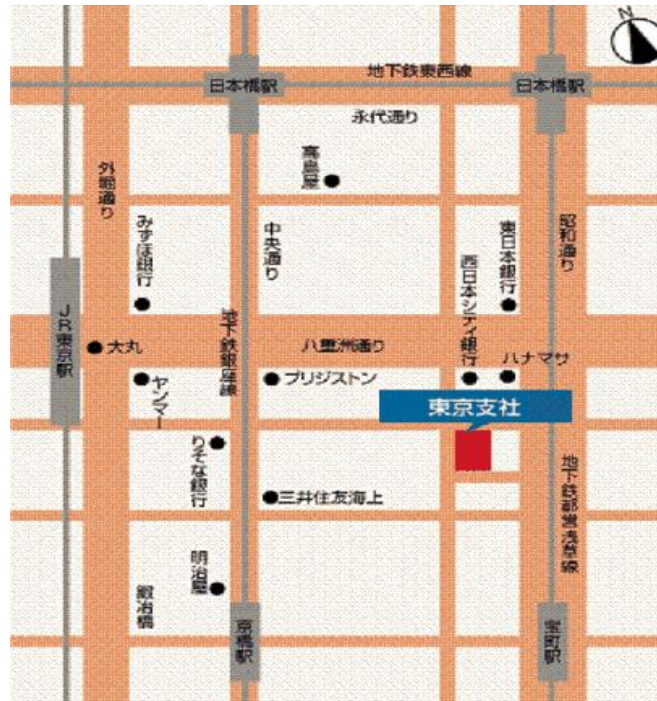 N
地下鉄東西線
日本橋駅
日本橋駅
永代通り
高島屋
外堀通り
みずほ銀行
中央通り
東日本銀行
昭和通り
西日本シティ銀行
JR東京駅
地下鉄銀座線
大丸
八重洲通り
ハナマサ
ヤンマー
ブリジストン
東京支社
りそな銀行
三井住友海上
地下鉄都営浅草線
明治屋
鍛冶橋
京橋駅
宝町駅